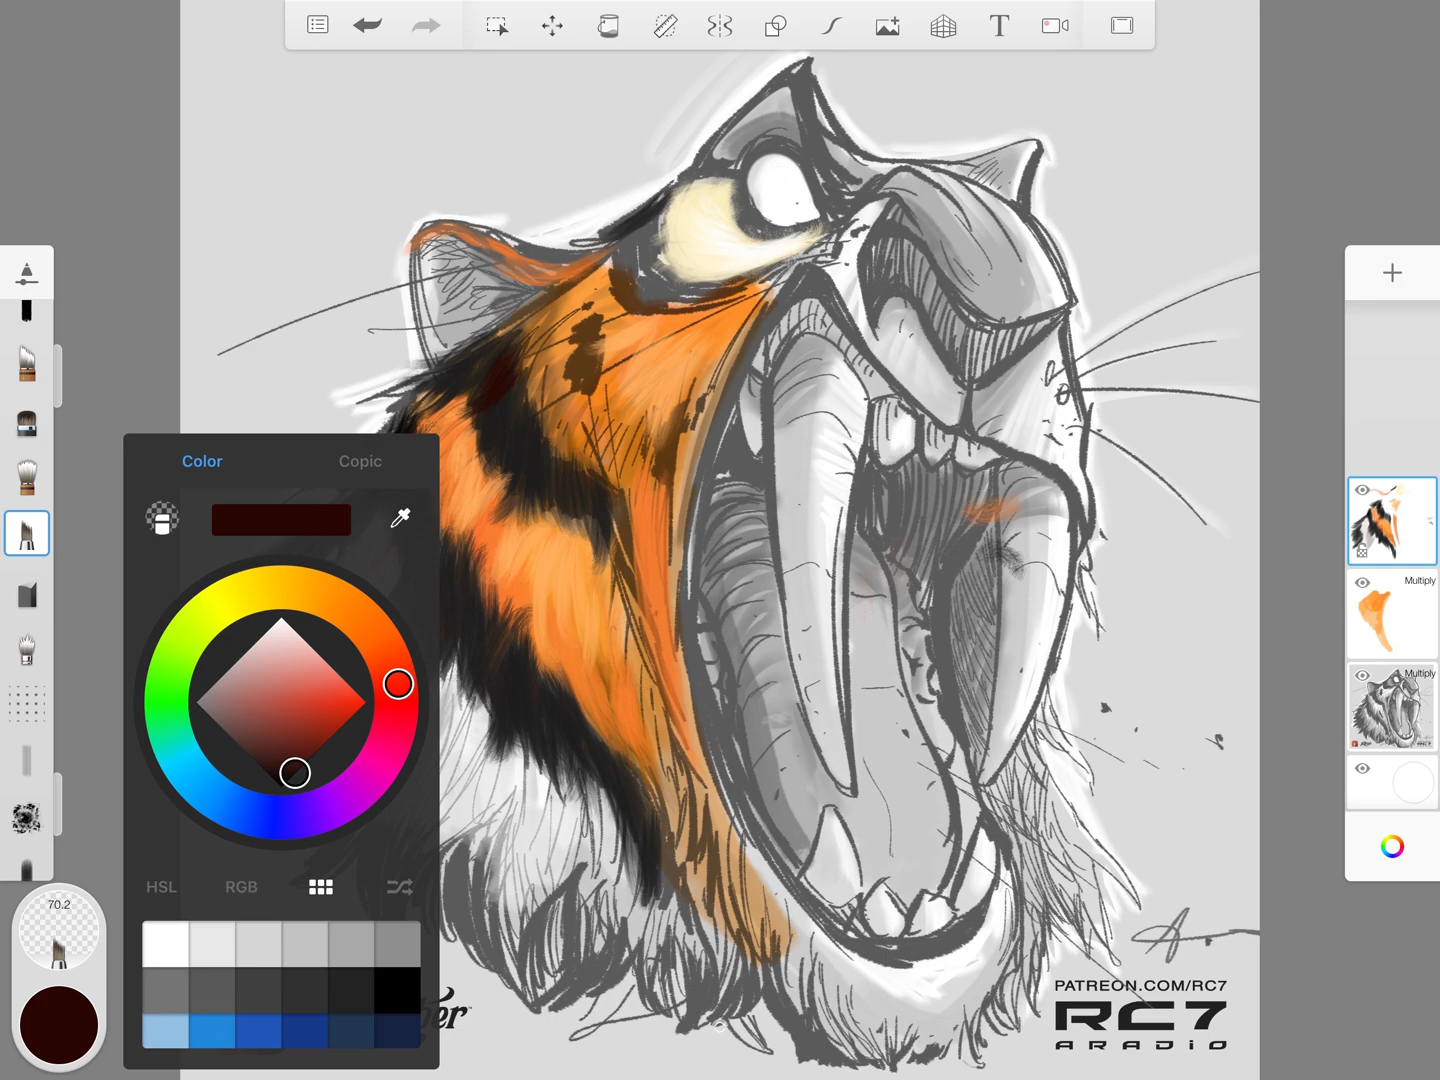 T
Color
Copic
Multiply
Multiply
HSL
RGB
70.2
PATREON.COM/RC7
RC7
ARADIO